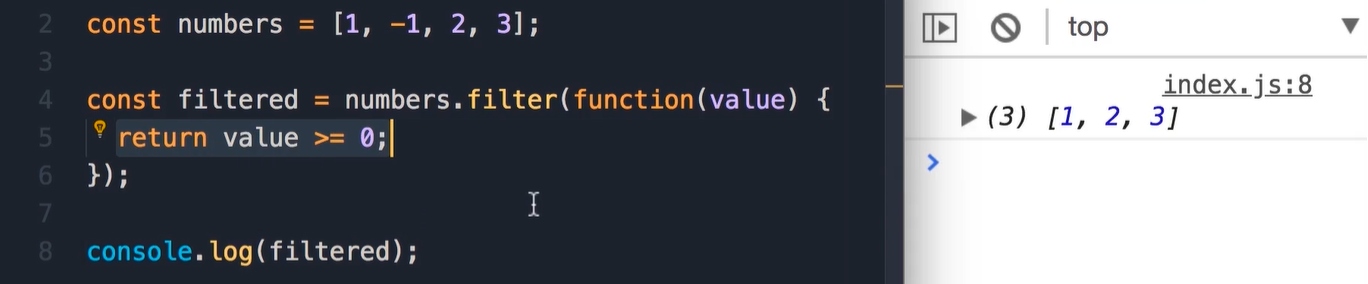 2 const numbers = [1, -1, 2, 3];
3
4 const filtered = numbers.filter(function(value) {
5 return value >= 0;
6 });
7
8 console.log(filtered);
top
index.js:8
(3) [1, 2, 3]